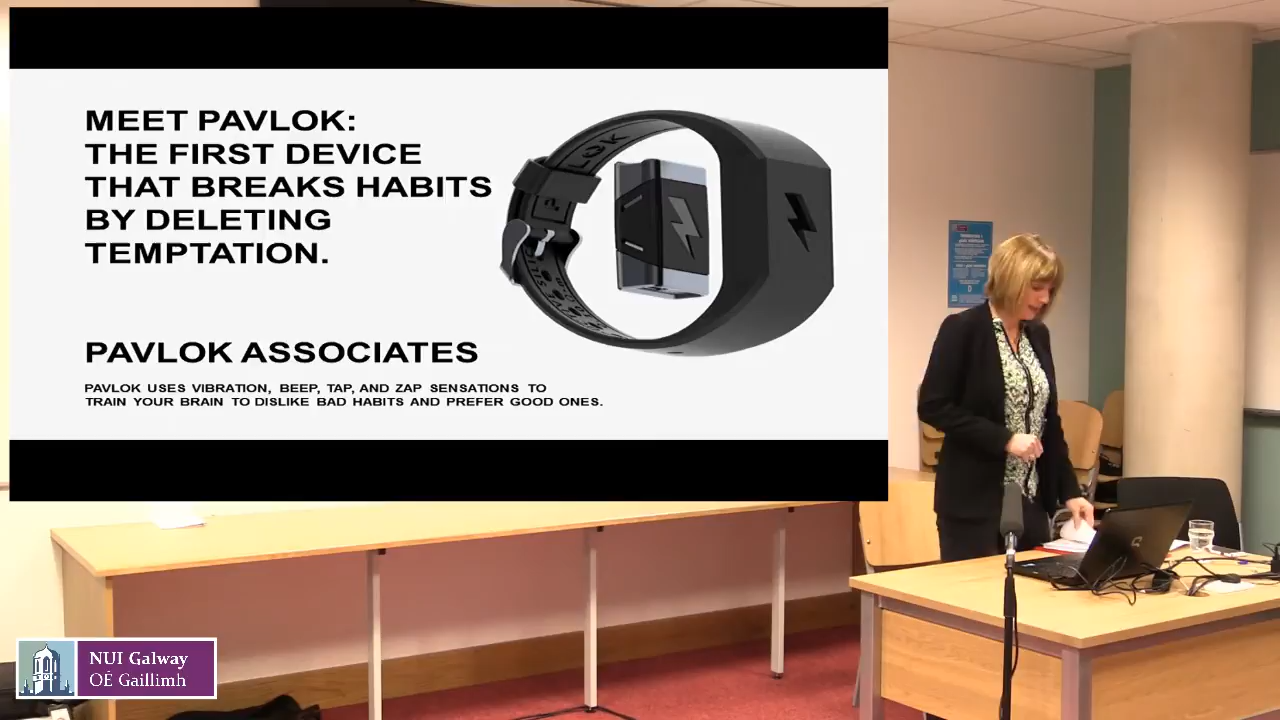 MEET PAVLOK:
THE FIRST DEVICE
THAT BREAKS HABITS
BY DELETING
TEMPTATION.
LOK
PAVLOK ASSOCIATES
PAVLOK USES VIBRATION, BEEP, TAP, AND ZAP SENSATIONS TO
TRAIN YOUR BRAIN TO DISLIKE BAD HABITS AND PREFER GOOD ONES.
NUI Galway
OÉ Gaillimh